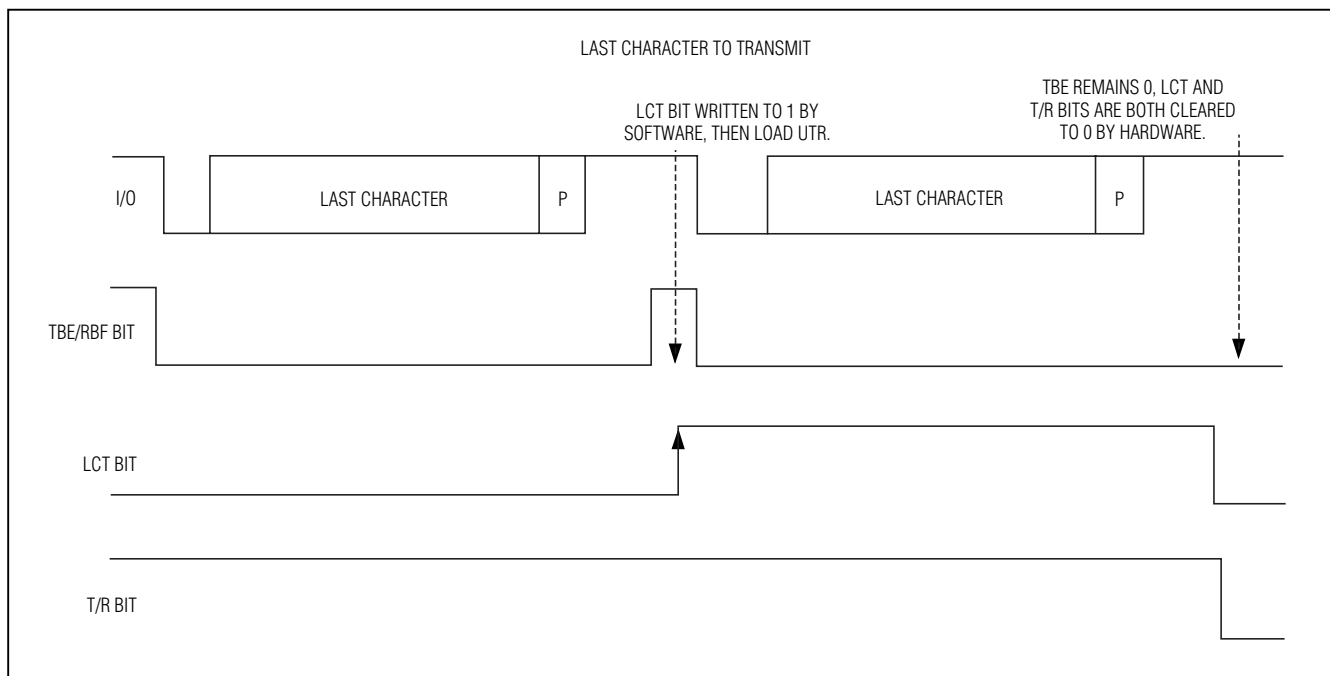 LAST CHARACTER TO TRANSMIT
LCT BIT WRITTEN TO 1 BY
SOFTWARE, THEN LOAD UTR.
TBE REMAINS 0, LCT AND
T/R BITS ARE BOTH CLEARED
TO 0 BY HARDWARE.
I/O
LAST CHARACTER
P
LAST CHARACTER
P
TBE/RBF BIT
LCT BIT
T/R BIT